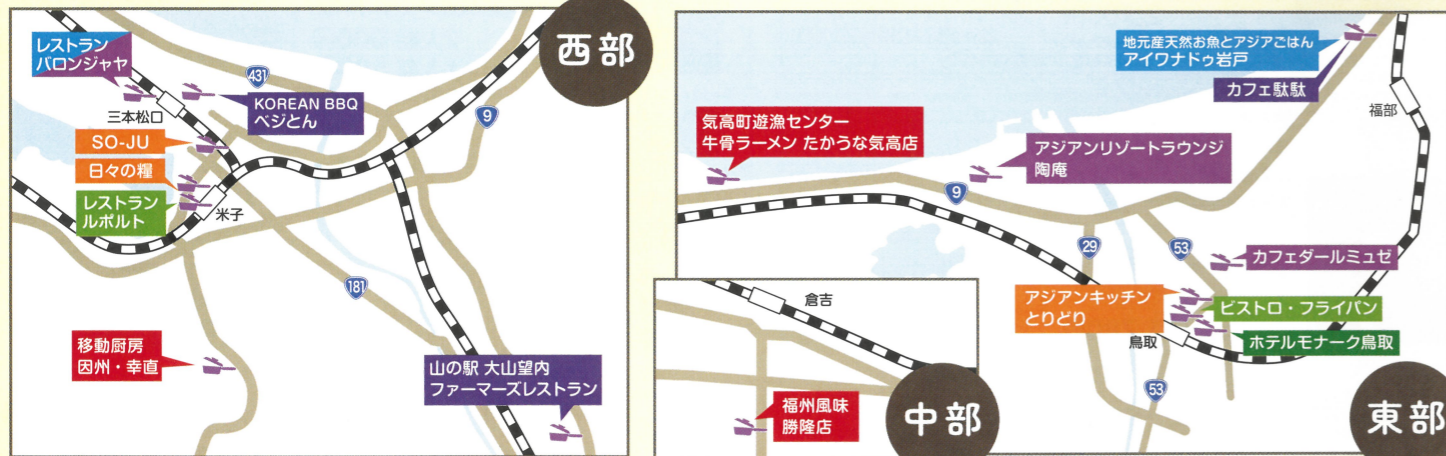 西部
レストラン
バロンジャヤ
431
KOREAN BBQ
ベジとん
9
三本松口
SO-JU
日々の糧
レストラン
ルポルト
米子
181
移動厨房
因州・幸直
山の駅 大山望内
ファーマーズレストラン
地元産天然お魚とアジアごはん
アイワナドゥ岩戸
カフェ駄駄
福部
気高町遊漁センター
牛骨ラーメン たかうな気高店
アジアンリゾートラウンジ
陶庵
9
29
53
カフェダールミュゼ
アジアンキッチン
とりどり
ビストロ・フライパン
鳥取
ホテルモナーク鳥取
53
東部
倉吉
福州風味
勝隆店
中部